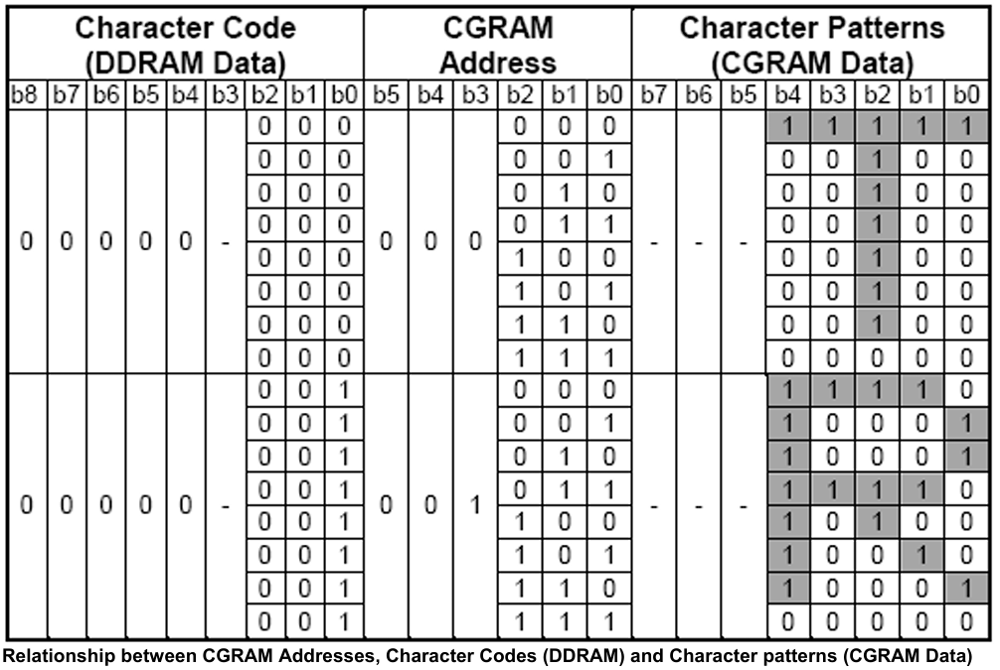 Character Code CGRAM Character Patterns
(DDRAM Data) Address (CGRAM Data)
b8 b7 b6 b5 b4 b3 b2 b1 b0 b5 b4 b3 b2 b1 b0 b7 b6 b5 b4 b3 b2 b1 b0
0 0 0 0 0 0 1 1 1 1 1
0 0 0 0 0 1 0 0 1 0 0
0 0 0 0 1 0 0 0 1 0 0
0 0 0 0 1 1 0 0 1 0 0
0 0 0 0 0 - 0 0 0 - - -
0 0 0 1 0 0 0 0 1 0 0
0 0 0 1 0 1 0 0 1 0 0
0 0 0 1 1 0 0 0 1 0 0
0 0 0 1 1 1 0 0 0 0 0
0 0 1 0 0 0 1 1 1 1 0
0 0 1 0 0 1 1 0 0 0 1
0 0 1 0 1 0 1 0 0 0 1
0 0 1 0 1 1 1 1 1 1 0
0 0 0 0 0 - 0 0 1 - - -
0 0 1 1 0 0 1 0 1 0 0
0 0 1 1 0 1 1 0 0 1 0
0 0 1 1 1 0 1 0 0 0 1
0 0 1 1 1 1 0 0 0 0 0
Relationship between CGRAM Addresses, Character Codes (DDRAM) and Character patterns (CGRAM Data)